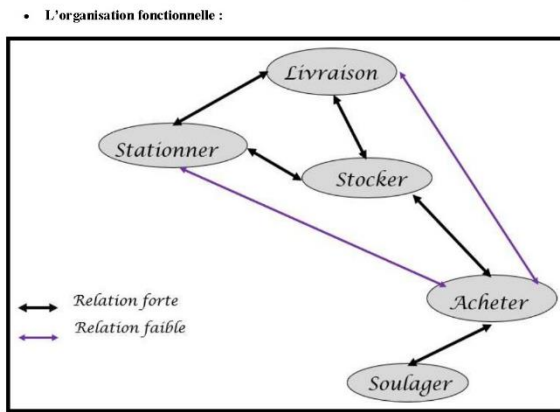 • L'organisation fonctionnelle :
Livraison
Stationner
Stocker
Acheter
Relation forte
Relation faible
Soulager